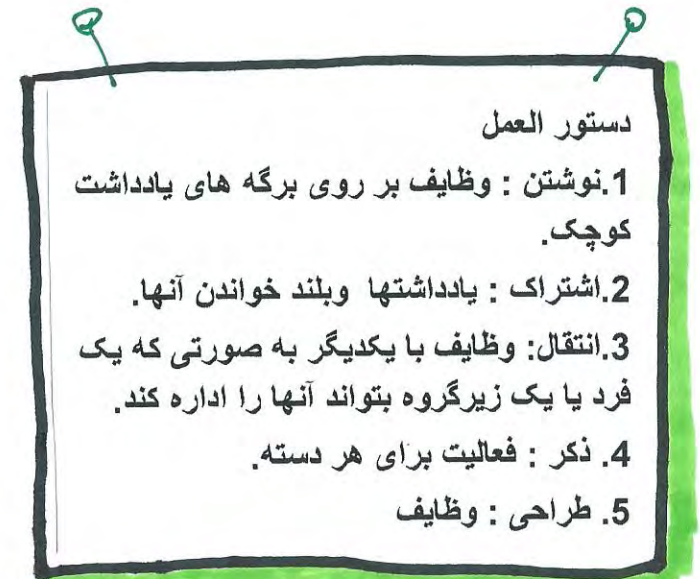 دستور العمل
1.نوشتن : وظایف بر روی برگه های یادداشت
کوچک.
2.اشتراک : یادداشتها وبلند خواندن آنها.
3.انتقال: وظایف با یکدیگر به صورتی که یک
فرد یا یک زیرگروه بتواند آنها را اداره کند.
4. ذکر : فعالیت برای هر دسته.
5. طراحی : وظایف